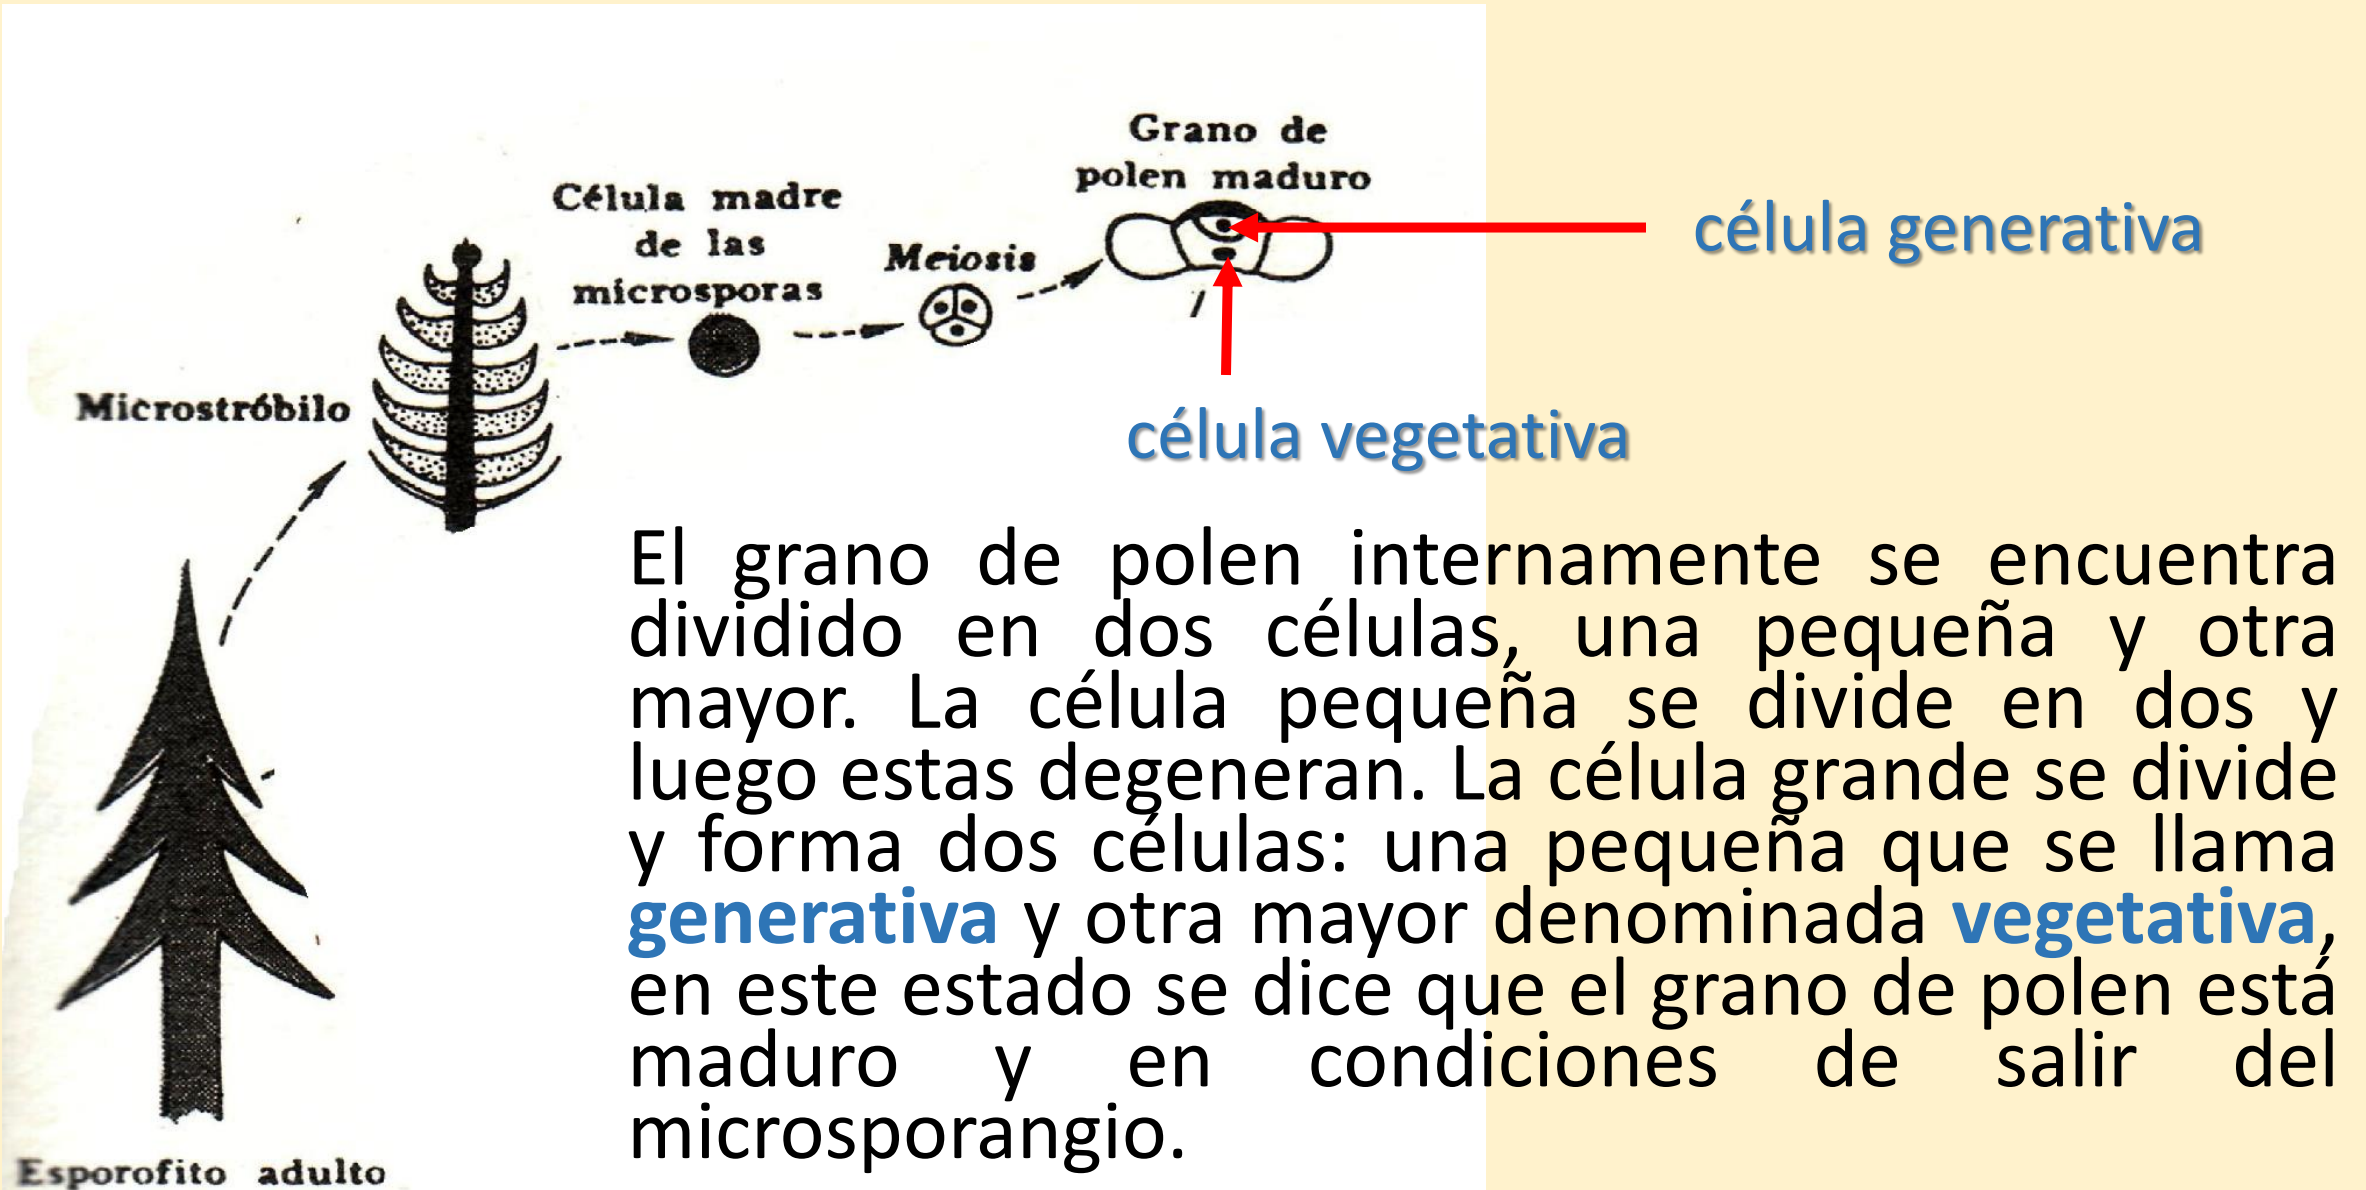 Grano de
polen maduro
Célula madre
de las
microsporas
Meiosis
célula generativa
Microstróbilo
célula vegetativa
El grano de polen internamente se encuentra
dividido en dos células, una pequeña y otra
mayor. La célula pequeña se divide en dos y
luego estas degeneran. La célula grande se divide
y forma dos células: una pequeña que se llama
generativa y otra mayor denominada vegetativa,
en este estado se dice que el grano de polen está
maduro y en condiciones de salir del
microsporangio.
Esporofito adulto